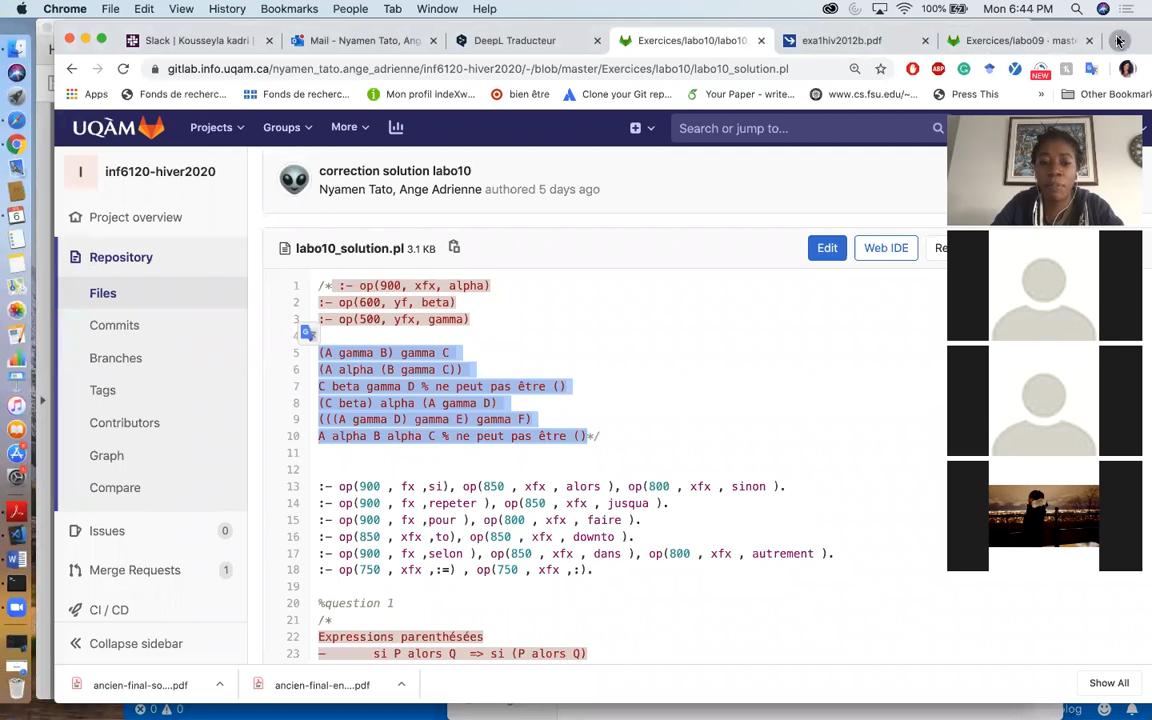 Chrome File Edit View History Bookmarks People Tab Window Help 100% Mon 6:44 PM
Slack | Kousseyla kadri | Mail - Nyamen Tato, Ange A DeepL Traducteur Exercices/labo10/labo10 exa1hiv2012b.pdf Exercices/labo09 · mast
gitlab.info.uqam.ca/nyamen_tato.ange_adrienne/inf6120-hiver2020/-/blob/master/Exercices/labo10/labo10_solution.pl
Apps Fonds de recherc... Fonds de recherc... Mon profil indeXw... bien être Clone your Git rep... Your Paper - write... www.cs.fsu.edu/~... Press This » Other Bookmar
UQÀM Projects Groups More Search or jump to...
I inf6120-hiver2020
Project overview
Repository
Files
Commits
Branches
Tags
Contributors
Graph
Compare
Issues 0
Merge Requests 1
CI / CD
Collapse sidebar
correction solution labo10
Nyamen Tato, Ange Adrienne authored 5 days ago
labo10_solution.pl 3.1 KB Edit Web IDE Re
1 /* :- op(900, xfx, alpha)
2 :- op(600, yf, beta)
3 :- op(500, yfx, gamma)
4
5 (A gamma B) gamma C
6 (A alpha (B gamma C))
7 C beta gamma D % ne peut pas être ()
8 (C beta) alpha (A gamma D)
9 (((A gamma D) gamma E) gamma F)
10 A alpha B alpha C % ne peut pas être ()*/
11
12
13 :- op(900 , fx ,si), op(850 , xfx , alors ), op(800 , xfx , sinon ).
14 :- op(900 , fx ,repeter ), op(850 , xfx , jusqua ).
15 :- op(900 , fx ,pour ), op(800 , xfx , faire ).
16 :- op(850 , xfx ,to), op(850 , xfx , downto ).
17 :- op(900 , fx ,selon ), op(850 , xfx , dans ), op(800 , xfx , autrement ).
18 :- op(750 , xfx ,:=) , op(750 , xfx ,:).
19
20 %question 1
21 /*
22 Expressions parenthésées
23 – si P alors Q => si (P alors Q)
ancien-final-so....pdf ancien-final-en....pdf Show All
0 0